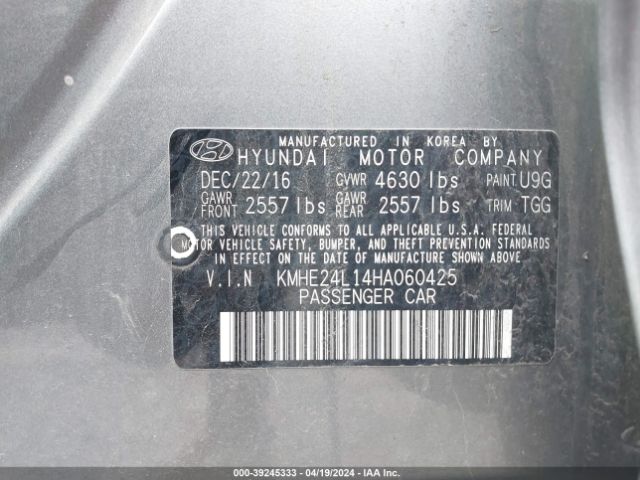 MANUFACTURED IN KOREA BY
HYUNDAI MOTOR COMPANY
DEC/22/16 GVWR 4630 lbs PAINT U9G
GAWR FRONT 2557 lbs GAWR REAR 2557 lbs TRIM TGG
THIS VEHICLE CONFORMS TO ALL APPLICABLE U.S.A. FEDERAL
MOTOR VEHICLE SAFETY, BUMPER, AND THEFT PREVENTION STANDARDS
IN EFFECT ON THE DATE OF MANUFACTURE SHOWN ABOVE.
V.I.N KMHE24L14HA060425
PASSENGER CAR
000-39245333 - 04/19/2024 - IAA Holdings, LLC.